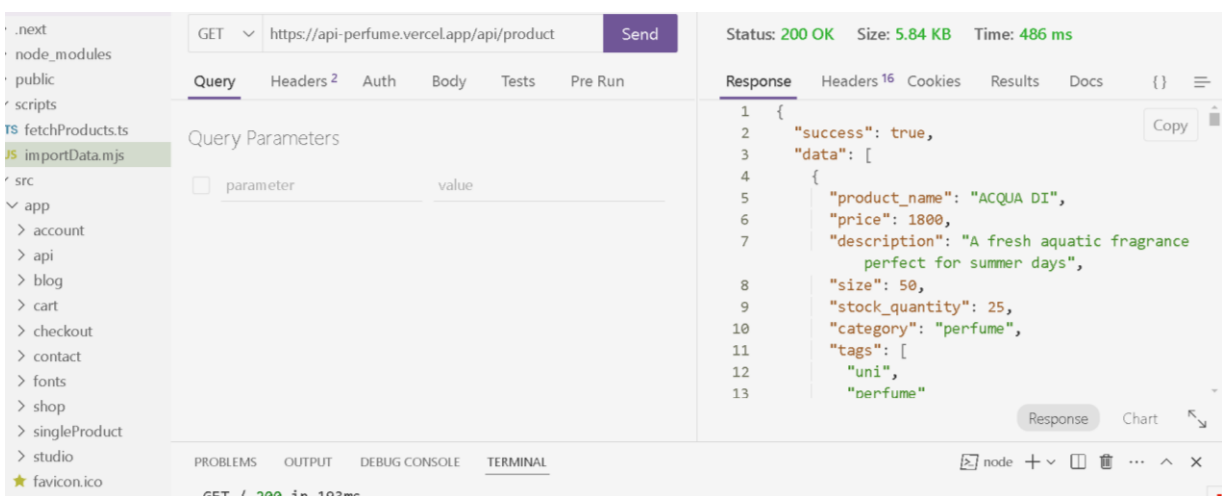 .next
node_modules
public
scripts
TS fetchProducts.ts
JS importData.mjs
src
app
account
api
blog
cart
checkout
contact
fonts
shop
singleProduct
studio
favicon.ico
GET https://api-perfume.vercel.app/api/product Send
Query Headers 2 Auth Body Tests Pre Run
Query Parameters
parameter value
Status: 200 OK Size: 5.84 KB Time: 486 ms
Response Headers 16 Cookies Results Docs {}
Copy
1 {
2 "success": true,
3 "data": [
4 {
5 "product_name": "ACQUA DI",
6 "price": 1800,
7 "description": "A fresh aquatic fragrance
perfect for summer days",
8 "size": 50,
9 "stock_quantity": 25,
10 "category": "perfume",
11 "tags": [
12 "uni",
13 "perfume"
Response Chart
PROBLEMS OUTPUT DEBUG CONSOLE TERMINAL node
GET / 200 in 193ms